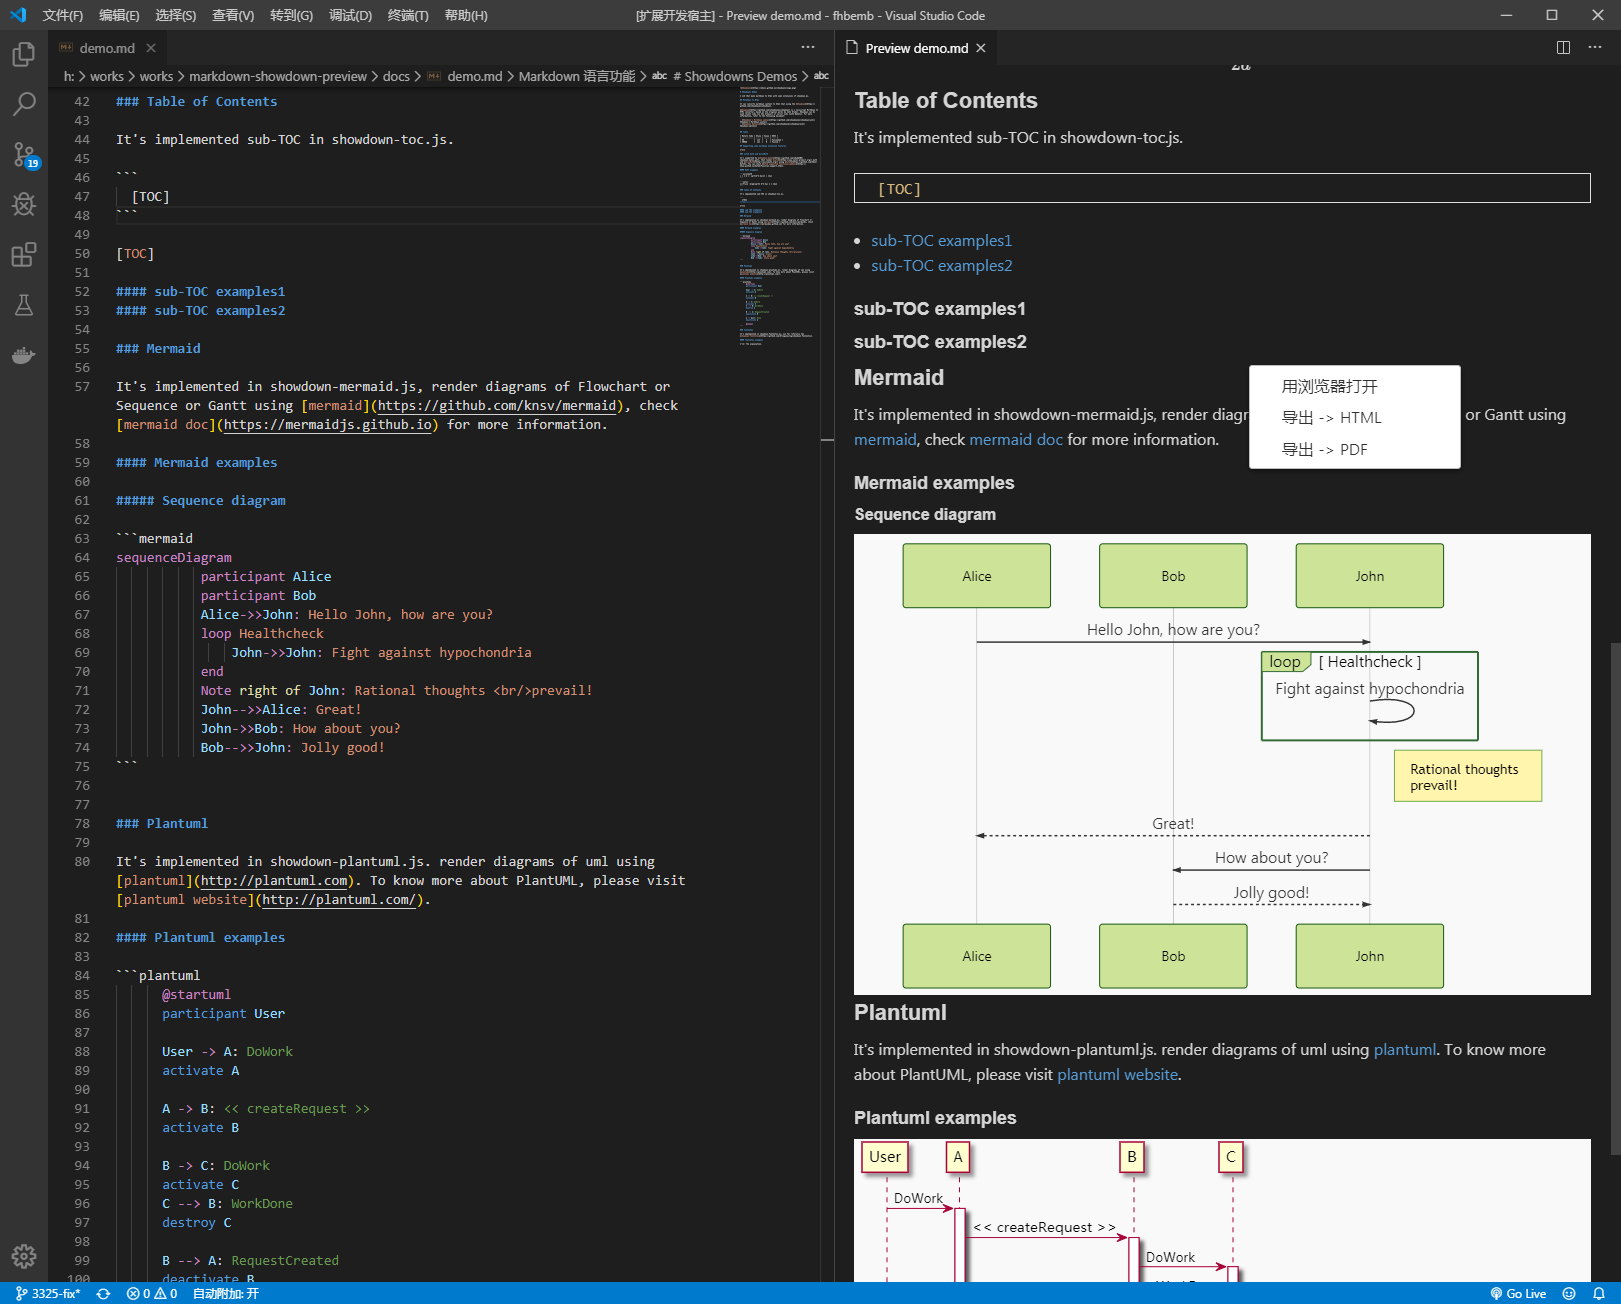 文件(F) 编辑(E) 选择(S) 查看(V) 转到(G) 调试(D) 终端(T) 帮助(H) [扩展开发宿主] - Preview demo.md - fhbemb - Visual Studio Code
demo.md
h: > works > works > markdown-showdown-preview > docs > demo.md > Markdown 语言功能 > abc # Showdowns Demos > abc
42 ### Table of Contents
43
44 It's implemented sub-TOC in showdown-toc.js.
45
46 ```
47 [TOC]
48 ```
49
50 [TOC]
51
52 #### sub-TOC examples1
53 #### sub-TOC examples2
54
55 ### Mermaid
56
57 It's implemented in showdown-mermaid.js, render diagrams of Flowchart or
Sequence or Gantt using [mermaid](https://github.com/knsv/mermaid), check
[mermaid doc](https://mermaidjs.github.io) for more information.
58
59 #### Mermaid examples
60
61 ##### Sequence diagram
62
63 ```mermaid
64 sequenceDiagram
65 participant Alice
66 participant Bob
67 Alice->>John: Hello John, how are you?
68 loop Healthcheck
69 John->>John: Fight against hypochondria
70 end
71 Note right of John: Rational thoughts <br/>prevail!
72 John-->>Alice: Great!
73 John->>Bob: How about you?
74 Bob-->>John: Jolly good!
75 ```
76
77
78 ### Plantuml
79
80 It's implemented in showdown-plantuml.js. render diagrams of uml using
[plantuml](http://plantuml.com). To know more about PlantUML, please visit
[plantuml website](http://plantuml.com/).
81
82 #### Plantuml examples
83
84 ```plantuml
85 @startuml
86 participant User
87
88 User -> A: DoWork
89 activate A
90
91 A -> B: << createRequest >>
92 activate B
93
94 B -> C: DoWork
95 activate C
96 C --> B: WorkDone
97 destroy C
98
99 B --> A: RequestCreated
100 deactivate B
Preview demo.md
2a
Table of Contents
It's implemented sub-TOC in showdown-toc.js.
[TOC]
• sub-TOC examples1
• sub-TOC examples2
sub-TOC examples1
sub-TOC examples2
Mermaid
It's implemented in showdown-mermaid.js, render diagr or Gantt using
mermaid, check mermaid doc for more information.
用浏览器打开
导出 -> HTML
导出 -> PDF
Mermaid examples
Sequence diagram
Alice Bob John
Hello John, how are you?
loop [ Healthcheck ]
Fight against hypochondria
Rational thoughts
prevail!
Great!
How about you?
Jolly good!
Alice Bob John
Plantuml
It's implemented in showdown-plantuml.js. render diagrams of uml using plantuml. To know more
about PlantUML, please visit plantuml website.
Plantuml examples
User A B C
DoWork
<< createRequest >>
DoWork
19
3325-fix* 0 0 自动附加: 开 Go Live